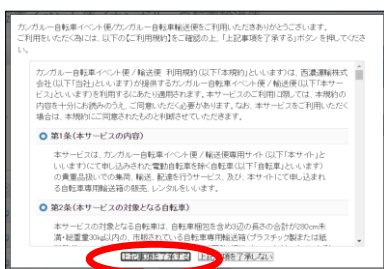 カンガルー自転車イベント便/カンガルー自転車輸送便をご利用いただきありがとうございます。
ご利用をいただく為には、以下の【ご利用規約】をご確認の上、「上記事項を了承する」ボタンを押してくださ
い。
カンガルー自転車イベント便／輸送便 利用規約（以下「本規約」といいます）は、西濃運輸株式
会社（以下「当社」といいます）が提供するカンガルー自転車イベント便／輸送便（以下「本サー
ビス」といいます）を利用するにあたり適用されます。本サービスのご利用に際しては、本規約の
内容を十分にお読みのうえ、ご同意いただく必要があります。なお、本サービスをご利用いただく
場合は、本規約にご同意されたものと判断させていただきます。
第1条（本サービスの内容）
本サービスは、カンガルー自転車イベント便／輸送便専用サイト（以下「本サイト」と
いいます）にて申し込みされた電動自転車を除く自転車（以下「自転車」といいます）
の貴重品扱いでの集荷、輸送、配達を行うサービス、及び、本サイトにて申し込まれ
る自転車専用輸送箱の販売、レンタルをいいます。
第2条（本サービスの対象となる自転車）
本サービスの対象となる自転車は、自転車梱包を含め3辺の長さの合計が280cm未
満・総重量30kg以内の、市販されている自転車専用輸送箱（プラスチック製または紙
上記事項を了承する 上記事項を了承しない